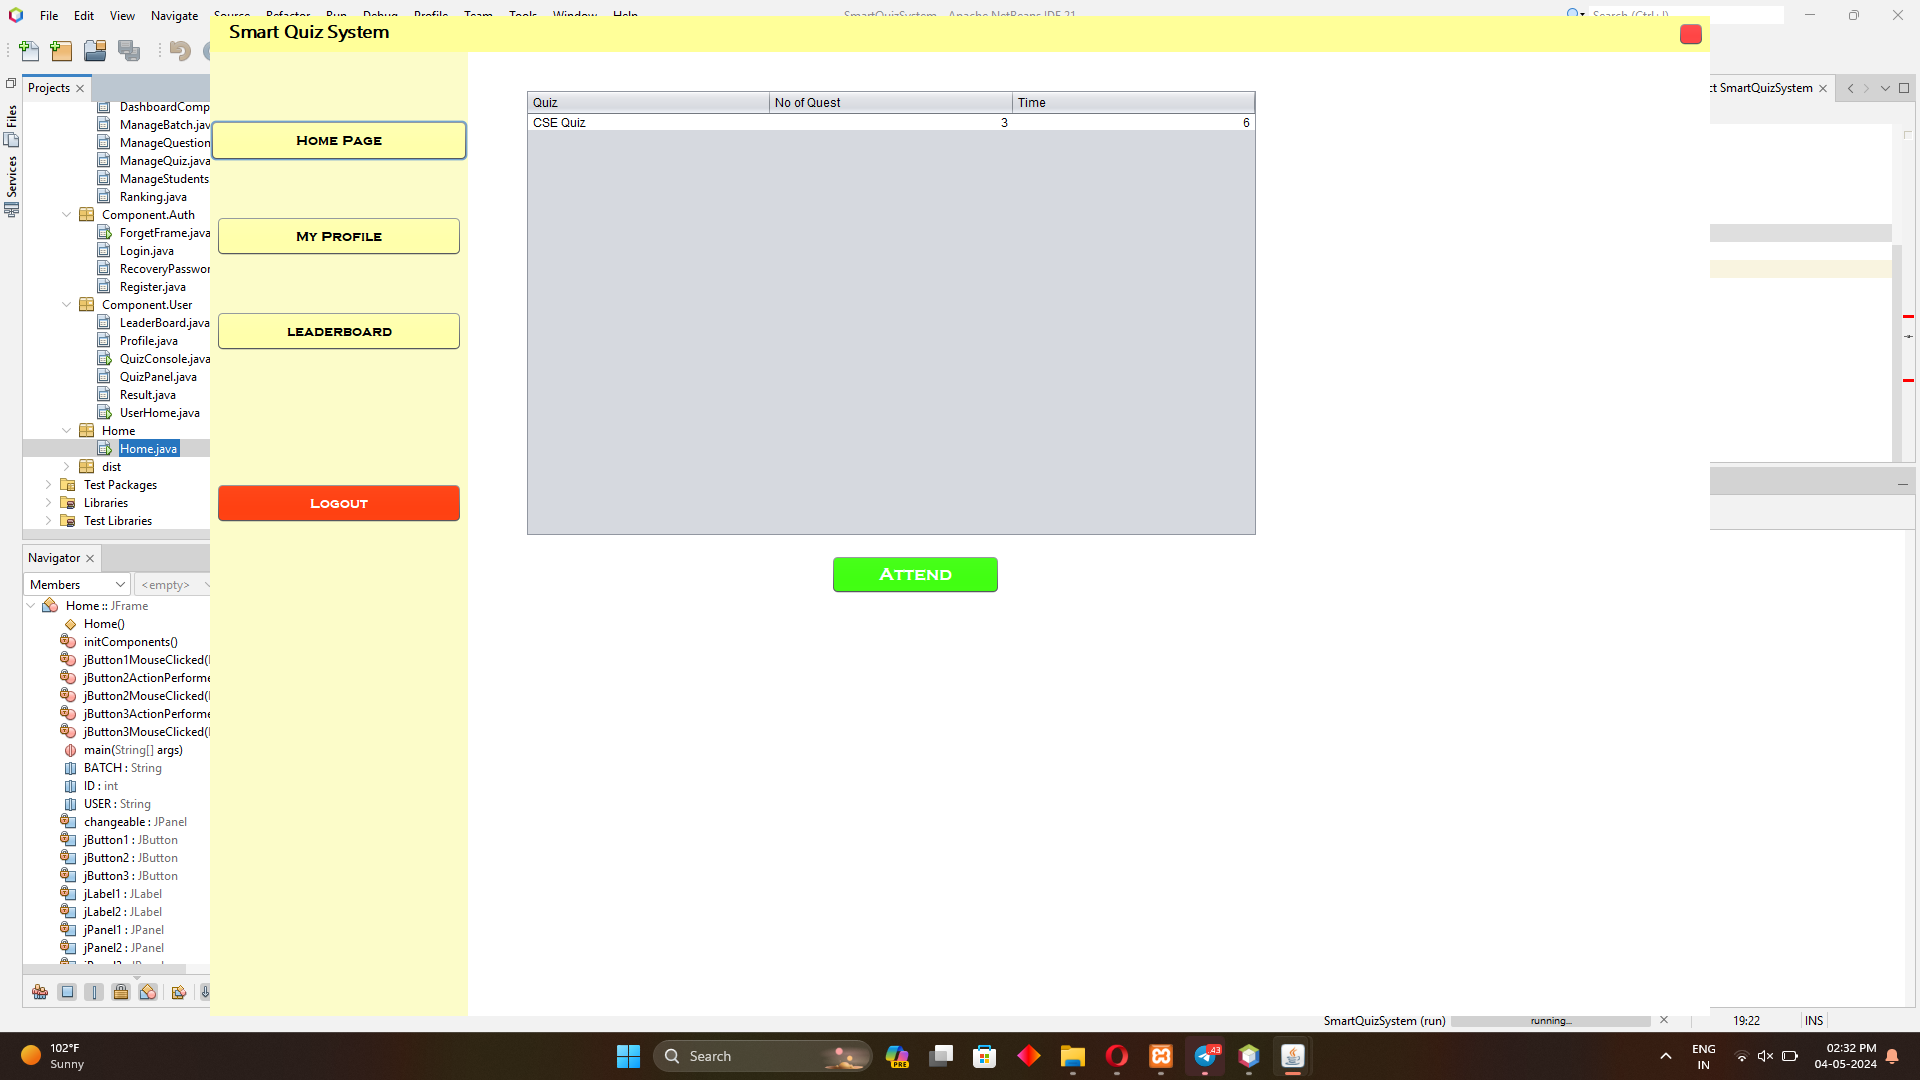 File Edit View Navigate Source Refactor Run Debug Profile Team Tools Window Help
SmartQuizSystem - Apache NetBeans IDE 21
Search (Ctrl+I)
Smart Quiz System
Projects
SmartQuizSystem
Files
Services
DashboardComp
ManageBatch.jav
ManageQuestion
ManageQuiz.java
ManageStudents
Ranking.java
Component.Auth
ForgetFrame.java
Login.java
RecoveryPasswor
Register.java
Component.User
LeaderBoard.java
Profile.java
QuizConsole.java
QuizPanel.java
Result.java
UserHome.java
Home
Home.java
dist
Test Packages
Libraries
Test Libraries
Navigator
Members <empty>
Home :: JFrame
Home()
initComponents()
jButton1MouseClicked(
jButton2ActionPerforme
jButton2MouseClicked(
jButton3ActionPerforme
jButton3MouseClicked(
main(String[] args)
BATCH : String
ID : int
USER : String
changeable : JPanel
jButton1 : JButton
jButton2 : JButton
jButton3 : JButton
jLabel1 : JLabel
jLabel2 : JLabel
jPanel1 : JPanel
jPanel2 : JPanel
Home Page
My Profile
LEADERBOARD
Logout
Quiz No of Quest Time
CSE Quiz 3 6
Attend
SmartQuizSystem (run) running... 19:22 INS
102°F
Sunny
Search
PRE
43
ENG
IN
02:32 PM
04-05-2024